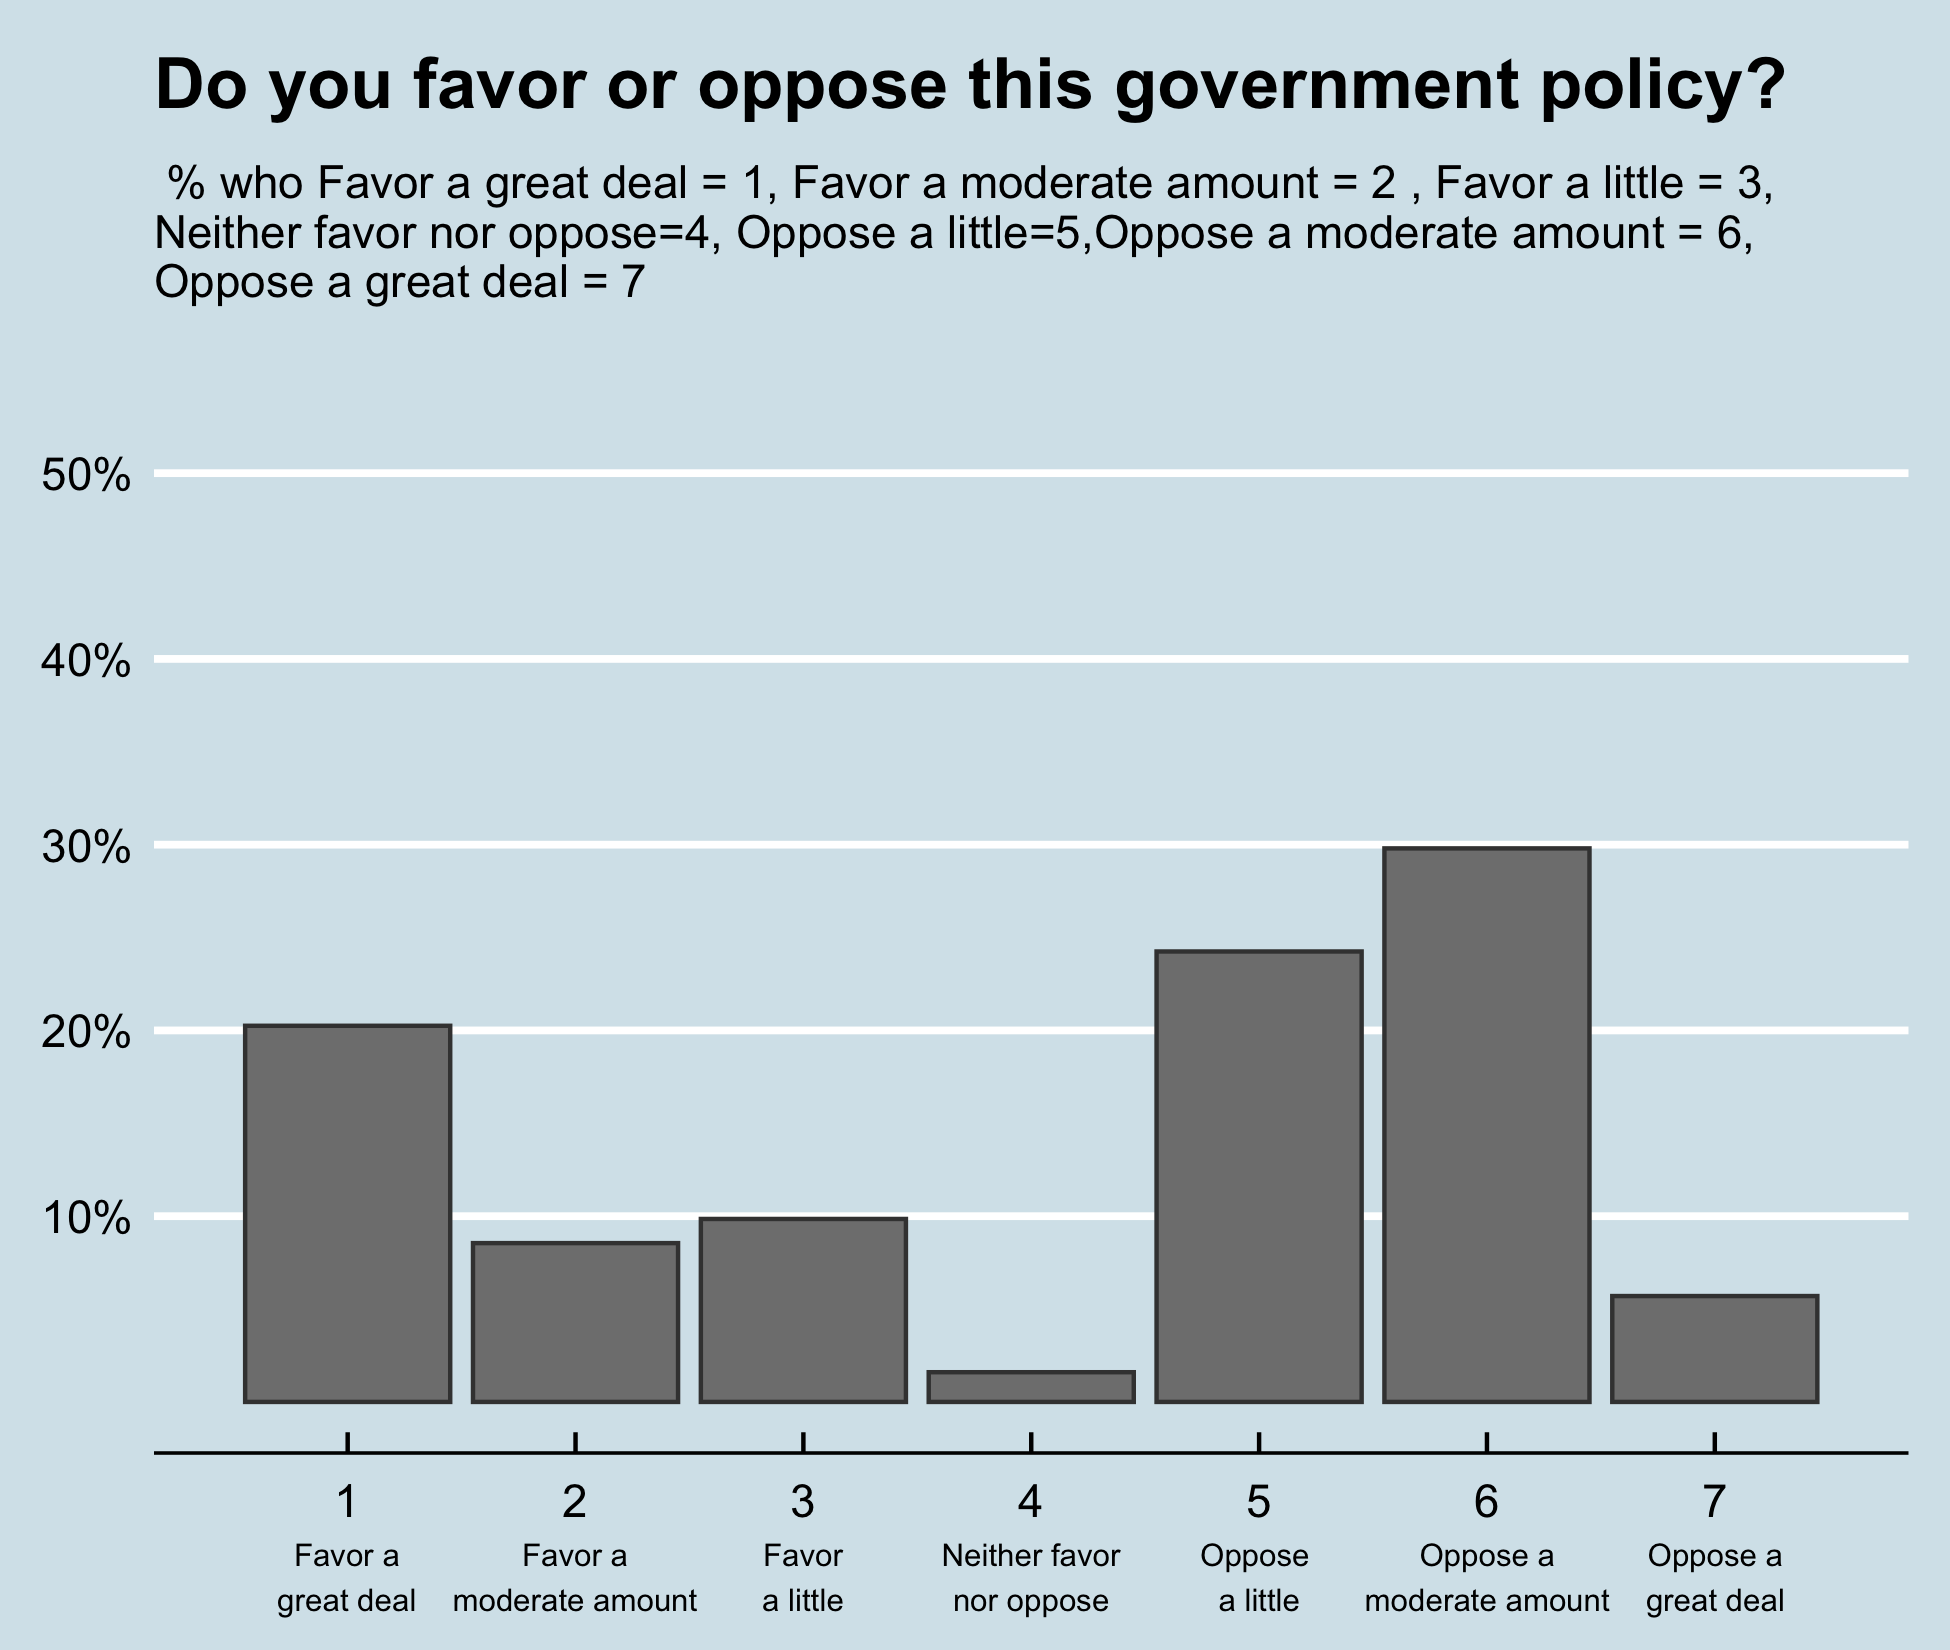 Do you favor or oppose this government policy?
% who Favor a great deal = 1, Favor a moderate amount = 2 , Favor a little = 3,
Neither favor nor oppose=4, Oppose a little=5,Oppose a moderate amount = 6,
Oppose a great deal = 7
50%
40%
30%
20%
10%
1 2 3 4 5 6 7
Favor a Favor a Favor Neither favor Oppose Oppose a Oppose a
great deal moderate amount a little nor oppose a little moderate amount great deal